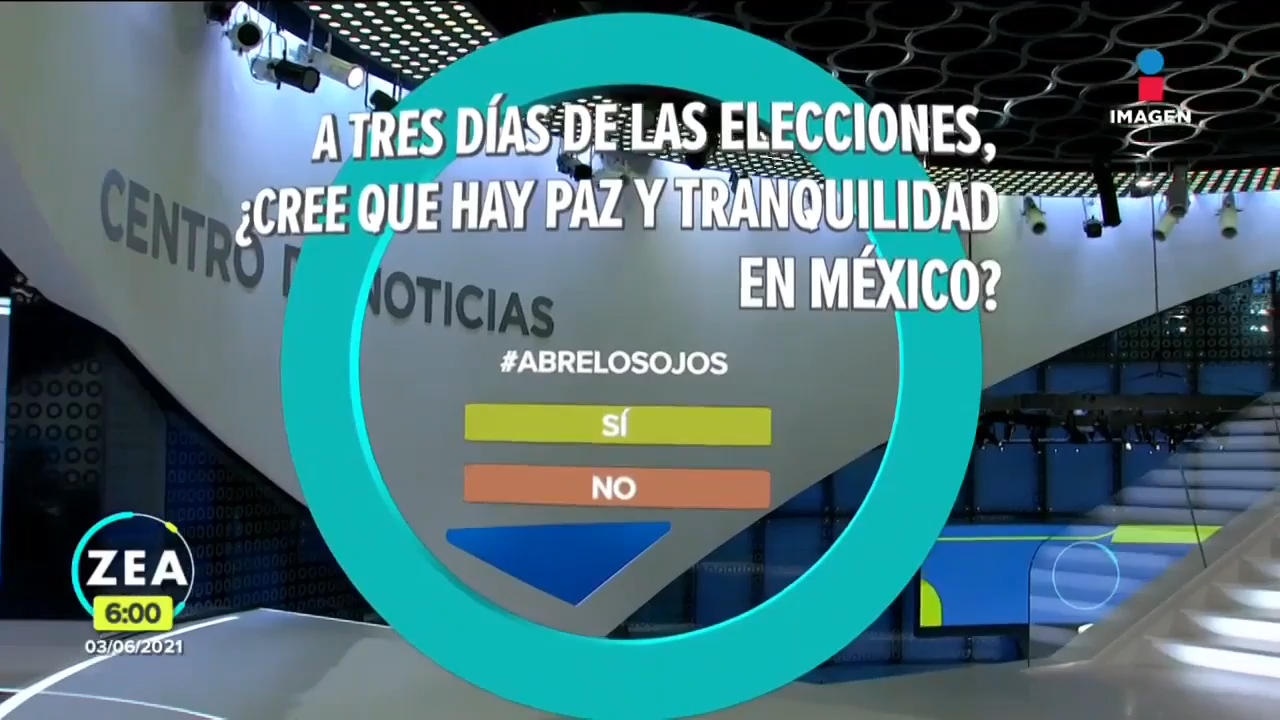 IMAGEN
A TRES DÍAS DE LAS ELECCIONES,
¿CREE QUE HAY PAZ Y TRANQUILIDAD
EN MÉXICO?
CENTRO DE NOTICIAS
#ABRELOSOJOS
SÍ
NO
ZEA
6:00
03/06/2021